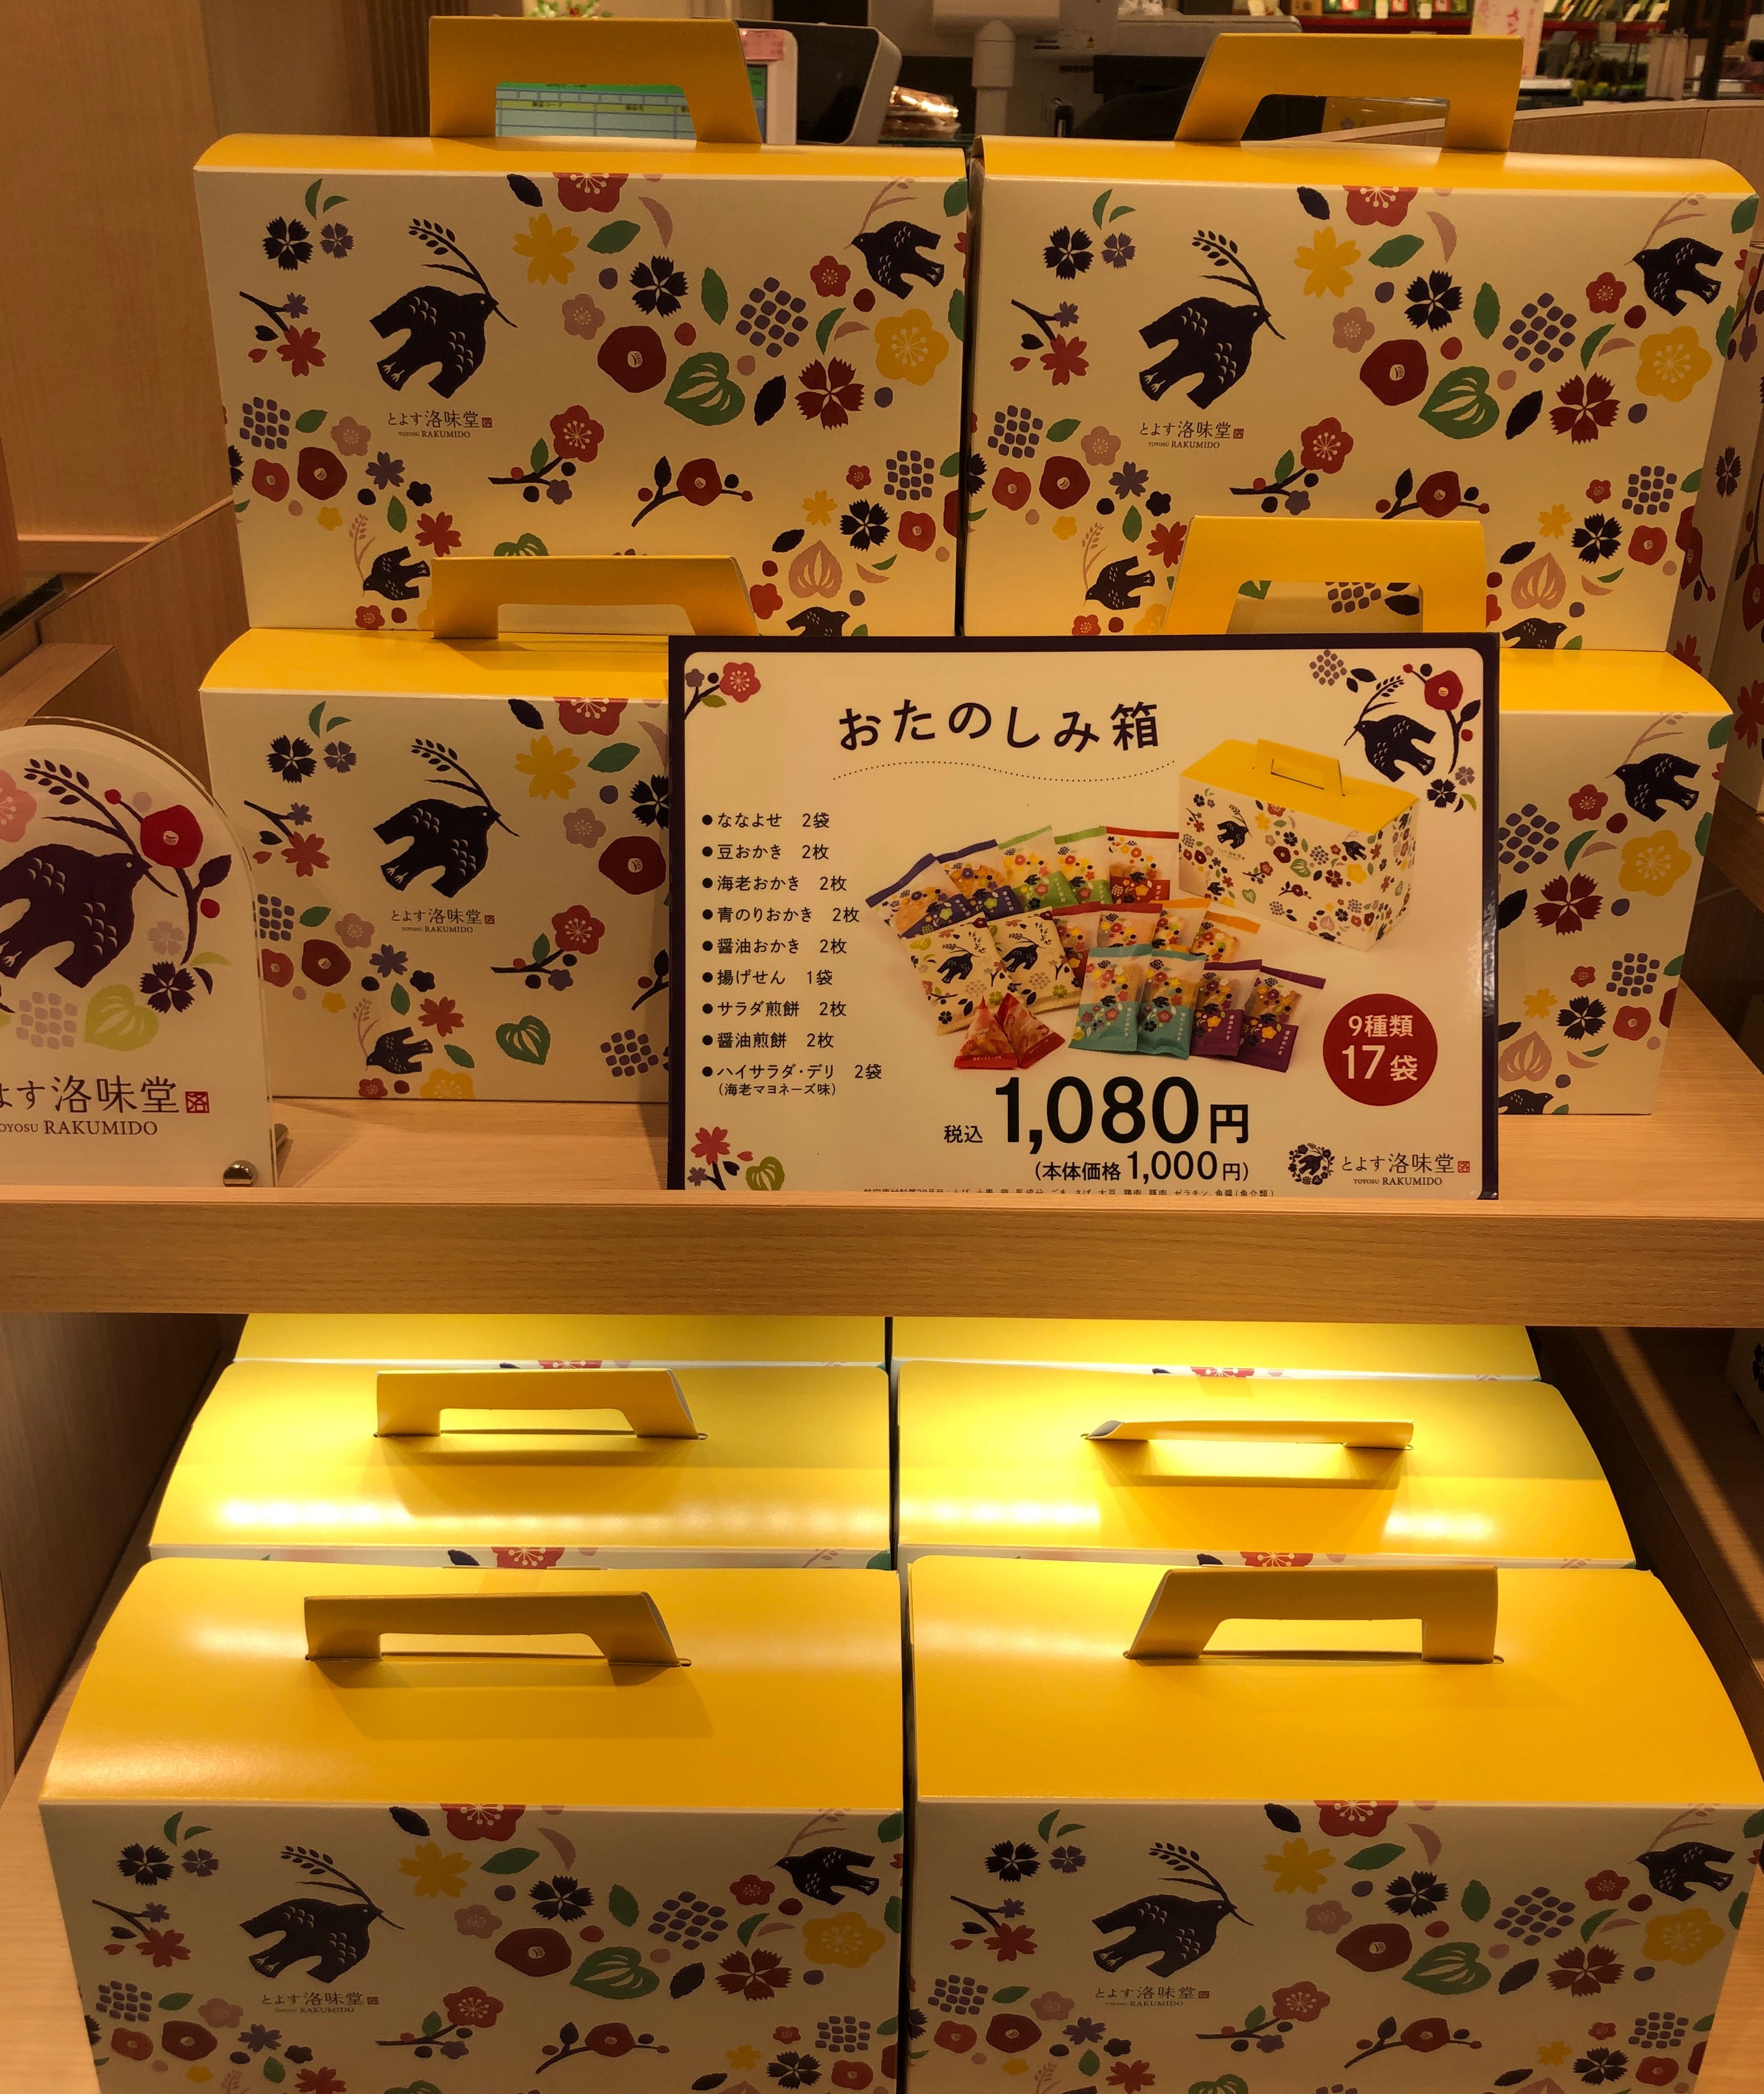 とよす洛味堂
TOYOSU RAKUMIDO
とよす洛味堂
TOYOSU RAKUMIDO
とよす洛味堂
TOYOSU RAKUMIDO
よす洛味堂 洛
OYOSU RAKUMIDO
おたのしみ箱
●ななよせ 2袋
●豆おかき 2枚
●海老おかき 2枚
●青のりおかき 2枚
●醤油おかき 2枚
●揚げせん 1袋
●サラダ煎餅 2枚
●醤油煎餅 2枚
●ハイサラダ・デリ 2袋
(海老マヨネーズ味)
9種類
17袋
税込 1,080円
(本体価格1,000円)
とよす洛味堂
TOYOSU RAKUMIDO
とよす洛味堂
TOYOSU RAKUMIDO
とよす洛味堂
TOYOSU RAKUMIDO